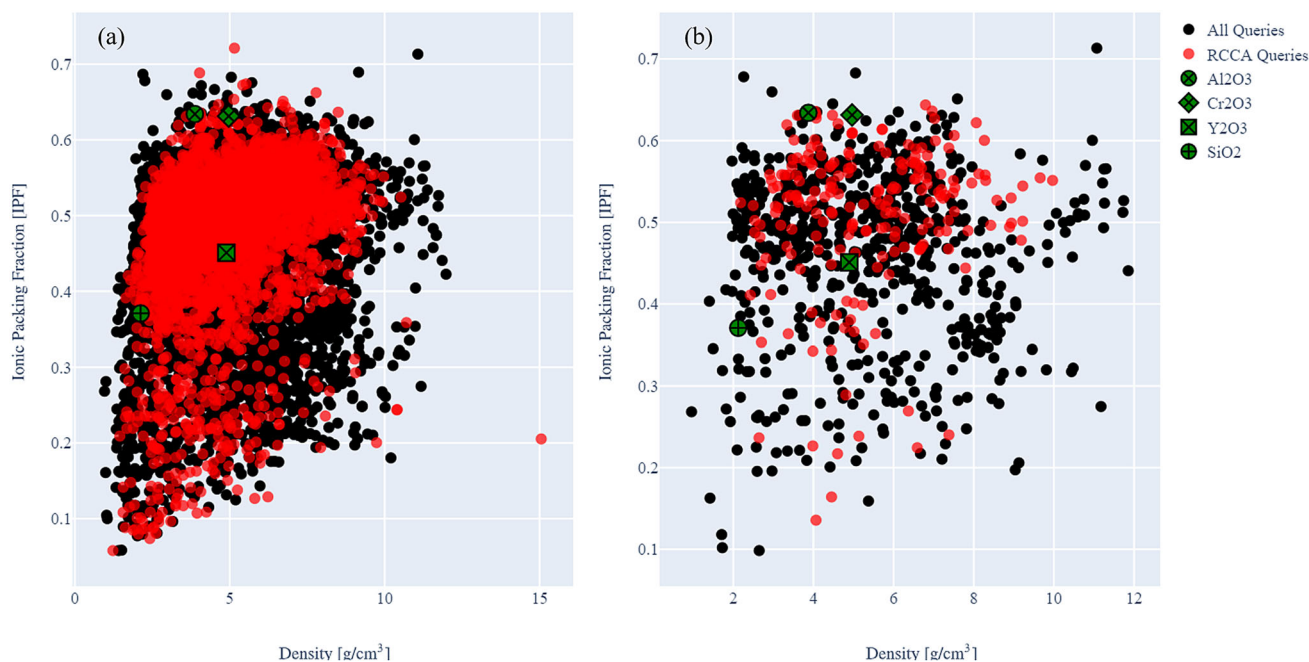 (a)
Ionic Packing Fraction [IPF]
0.7
0.6
0.5
0.4
0.3
0.2
0.1
0
5
10
15
Density [g/cm³]
(b)
Ionic Packing Fraction [IPF]
0.7
0.6
0.5
0.4
0.3
0.2
0.1
2
4
6
8
10
12
Density [g/cm³]
All Queries
RCCA Queries
Al2O3
Cr2O3
Y2O3
SiO2